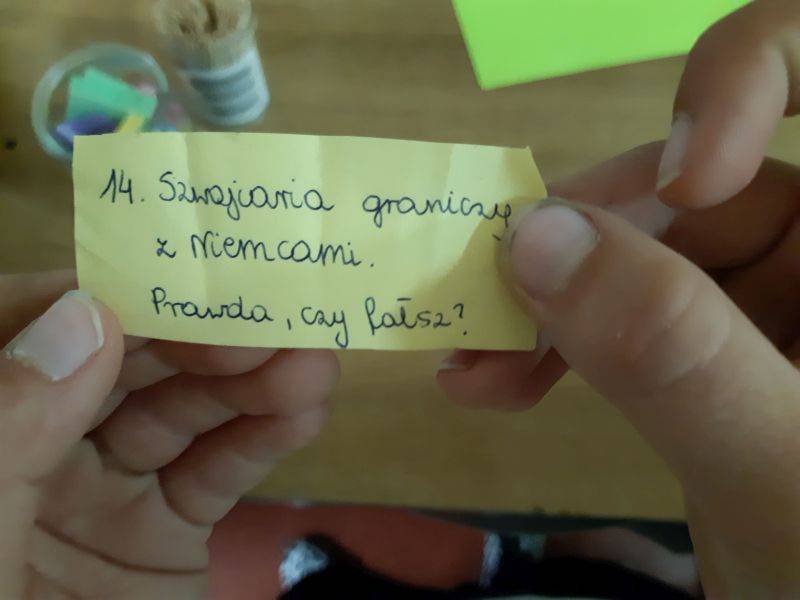 14. Szwajcaria graniczy
z Niemcami.
Prawda, czy fałsz?